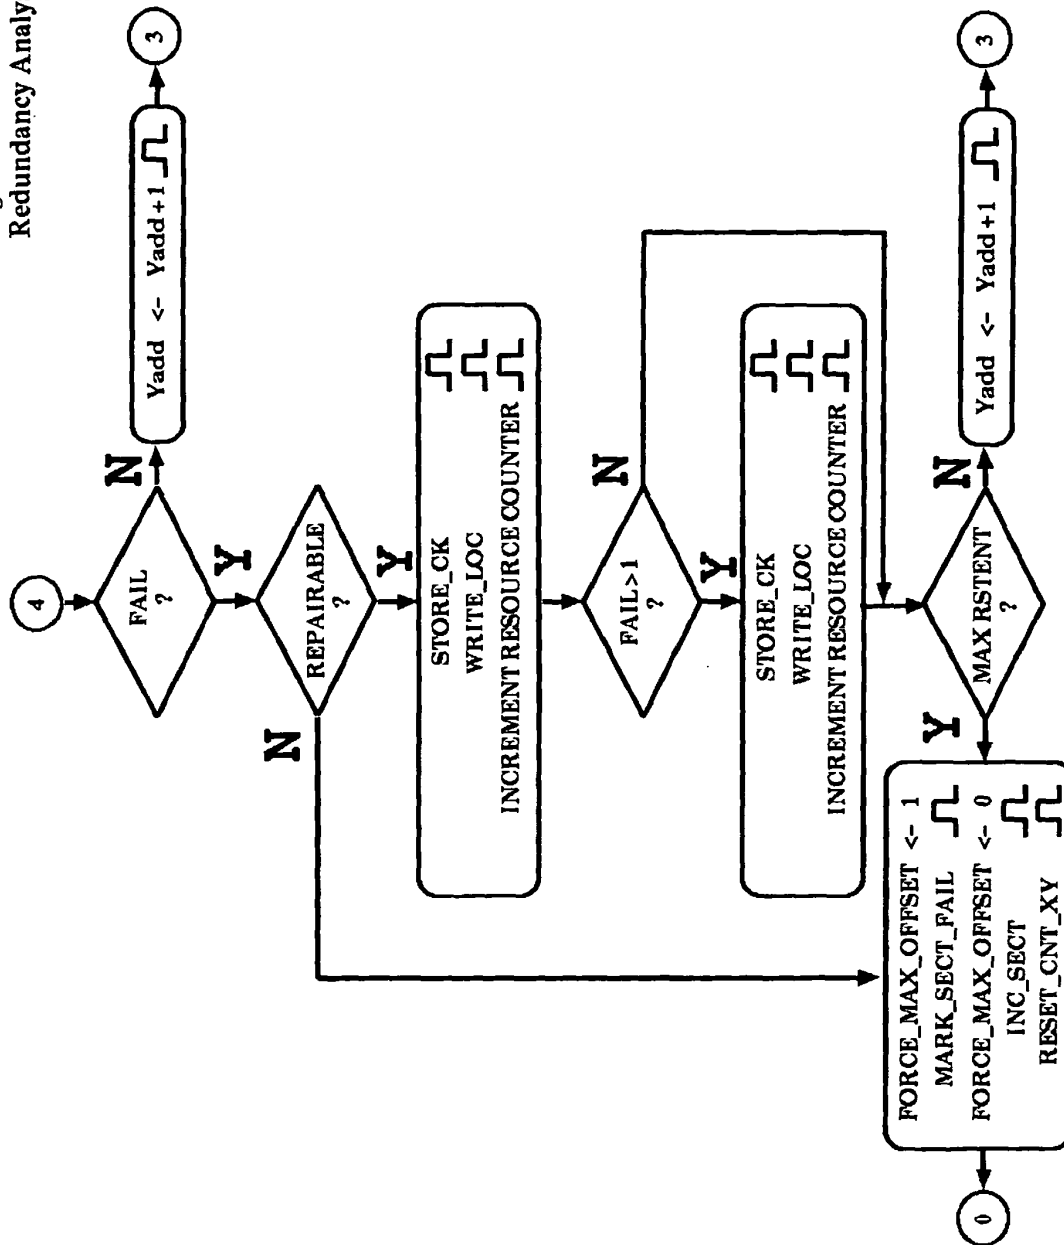 Redundancy Analy
4
FAIL
?
N
Yadd <- Yadd+1
3
Y
REPAIRABLE
?
N
Y
STORE_CK
WRITE_LOC
INCREMENT RESOURCE COUNTER
FAIL>1
?
N
Y
STORE_CK
WRITE_LOC
INCREMENT RESOURCE COUNTER
MAX RSTENT
?
N
Yadd <- Yadd+1
3
Y
FORCE_MAX_OFFSET <- 1
MARK_SECT_FAIL
FORCE_MAX_OFFSET <- 0
INC_SECT
RESET_CNT_XY
0